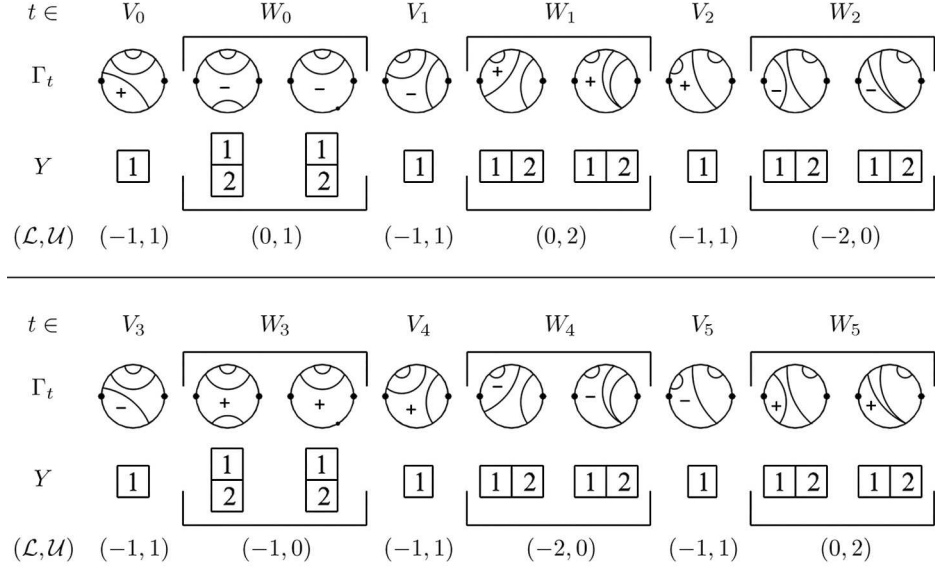 t ∈ V₀ W₀ V₁ W₁ V₂ W₂
Γₜ + − − − + + + − −
Y 1 1 2 1 2 1 1 2 1 2 1 1 2 1 2
(ℒ,𝒰) (−1, 1) (0, 1) (−1, 1) (0, 2) (−1, 1) (−2, 0)
t ∈ V₃ W₃ V₄ W₄ V₅ W₅
Γₜ − + + + − − − + +
Y 1 1 2 1 2 1 1 2 1 2 1 1 2 1 2
(ℒ,𝒰) (−1, 1) (−1, 0) (−1, 1) (−2, 0) (−1, 1) (0, 2)